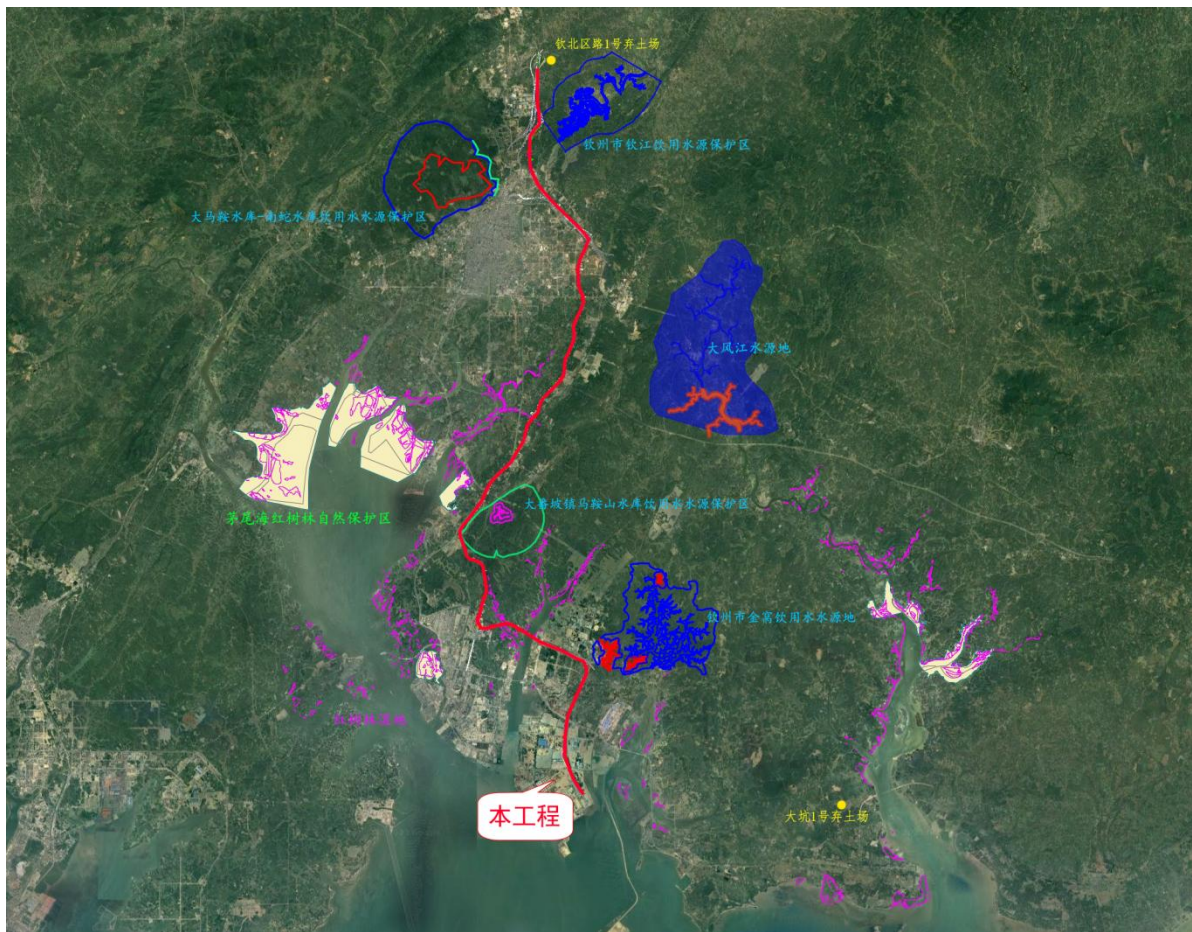 钦北区路1号弃土场
钦州市钦江饮用水源保护区
大马鞍水库-南蛇水库饮用水水源保护区
大风江水源地
大番坡镇马鞍山水库饮用水水源保护区
茅尾海红树林自然保护区
钦州市金窝饮用水水源地
红树林湿地
本工程
大坑1号弃土场